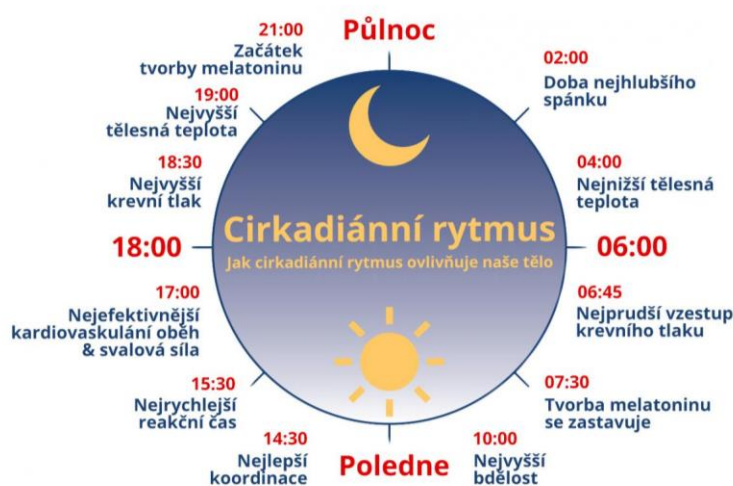 Půlnoc
02:00
Doba nejhlubšího
spánku
04:00
Nejnižší tělesná
teplota
06:00
06:45
Nejprudší vzestup
krevního tlaku
07:30
Tvorba melatoninu
se zastavuje
10:00
Nejvyšší
bdělost
Poledne
14:30
Nejlepší
koordinace
15:30
Nejrychlejší
reakční čas
17:00
Nejefektivnější
kardiovaskulání oběh
& svalová síla
18:00
18:30
Nejvyšší
krevní tlak
19:00
Nejvyšší
tělesná teplota
21:00
Začátek
tvorby melatoninu
Cirkadiánní rytmus
Jak cirkadiánní rytmus ovlivňuje naše tělo